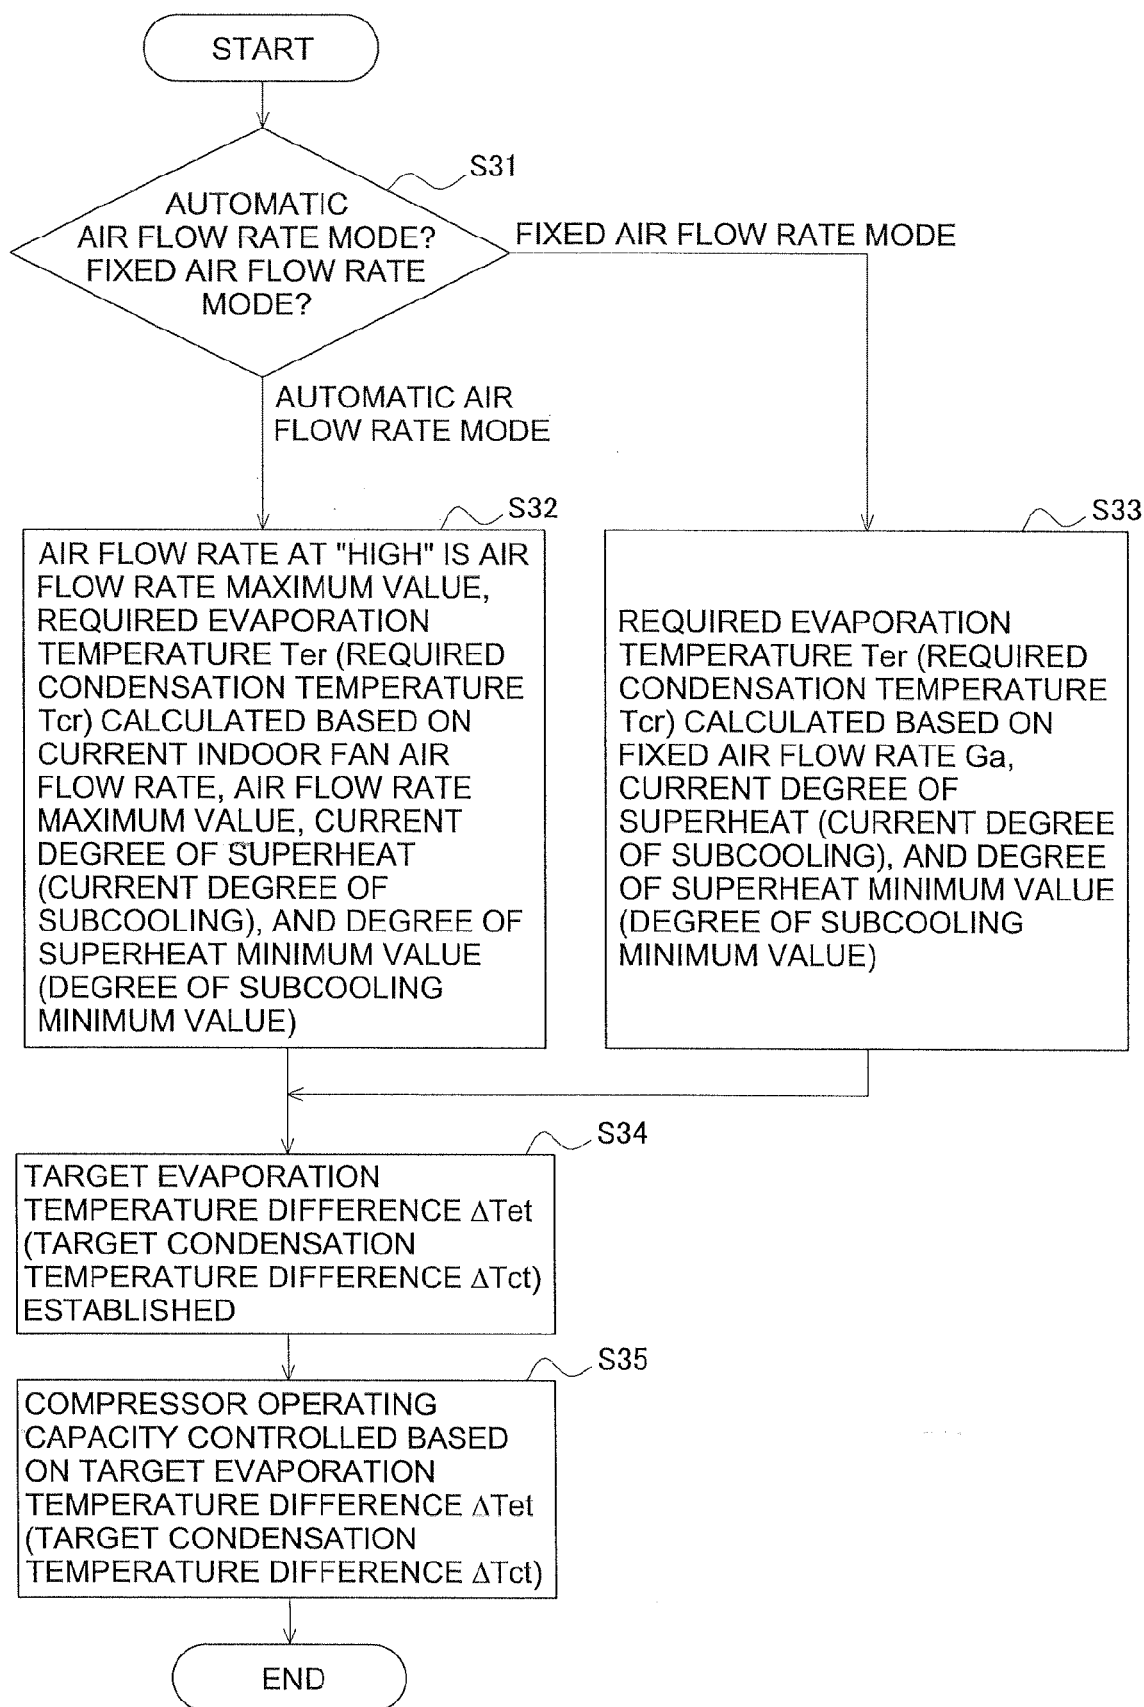 START
S31
AUTOMATIC
AIR FLOW RATE MODE?
FIXED AIR FLOW RATE
MODE?
FIXED AIR FLOW RATE MODE
AUTOMATIC AIR
FLOW RATE MODE
S32
AIR FLOW RATE AT "HIGH" IS AIR
FLOW RATE MAXIMUM VALUE,
REQUIRED EVAPORATION
TEMPERATURE Ter (REQUIRED
CONDENSATION TEMPERATURE
Tcr) CALCULATED BASED ON
CURRENT INDOOR FAN AIR
FLOW RATE, AIR FLOW RATE
MAXIMUM VALUE, CURRENT
DEGREE OF SUPERHEAT
(CURRENT DEGREE OF
SUBCOOLING), AND DEGREE OF
SUPERHEAT MINIMUM VALUE
(DEGREE OF SUBCOOLING
MINIMUM VALUE)
S33
REQUIRED EVAPORATION
TEMPERATURE Ter (REQUIRED
CONDENSATION TEMPERATURE
Tcr) CALCULATED BASED ON
FIXED AIR FLOW RATE Ga,
CURRENT DEGREE OF
SUPERHEAT (CURRENT DEGREE
OF SUBCOOLING), AND DEGREE
OF SUPERHEAT MINIMUM VALUE
(DEGREE OF SUBCOOLING
MINIMUM VALUE)
S34
TARGET EVAPORATION
TEMPERATURE DIFFERENCE ΔTet
(TARGET CONDENSATION
TEMPERATURE DIFFERENCE ΔTct)
ESTABLISHED
S35
COMPRESSOR OPERATING
CAPACITY CONTROLLED BASED
ON TARGET EVAPORATION
TEMPERATURE DIFFERENCE ΔTet
(TARGET CONDENSATION
TEMPERATURE DIFFERENCE ΔTct)
END